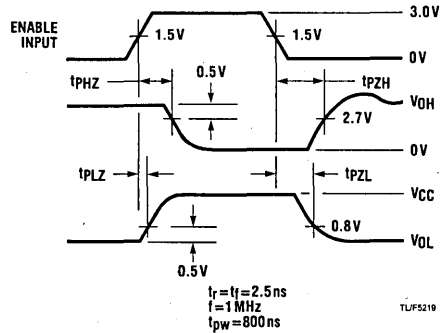 ENABLE
INPUT
3.0V
1.5V
1.5V
0V
tPHZ
0.5V
tPZH
VOH
2.7V
0V
tPLZ
tPZL
VCC
0.8V
VOL
0.5V
tr=tf=2.5ns
f=1MHz
tpw=800ns
TL/F5219